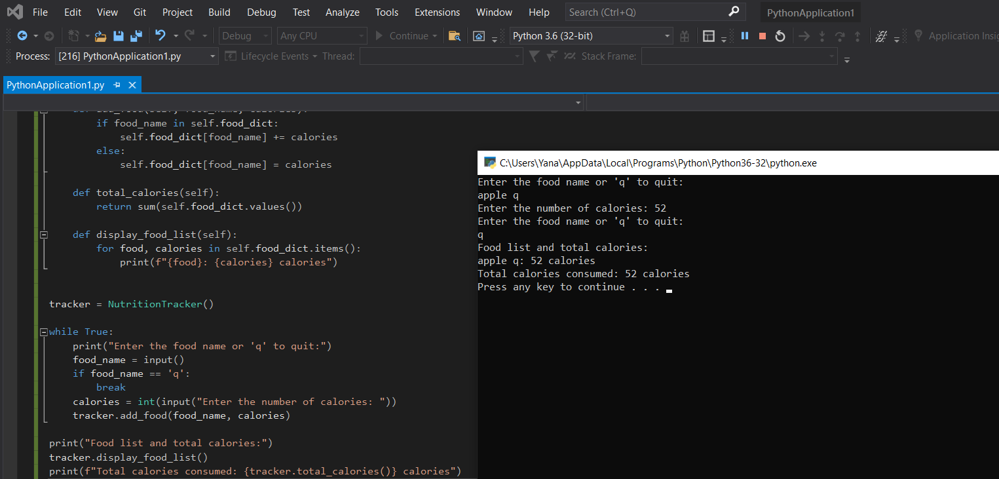 File Edit View Git Project Build Debug Test Analyze Tools Extensions Window Help Search (Ctrl+Q) PythonApplication1
Debug Any CPU Continue Python 3.6 (32-bit) Application
Process: [216] PythonApplication1.py Lifecycle Events Thread: Stack Frame:
PythonApplication1.py
if food_name in self.food_dict:
self.food_dict[food_name] += calories
else:
self.food_dict[food_name] = calories
def total_calories(self):
return sum(self.food_dict.values())
def display_food_list(self):
for food, calories in self.food_dict.items():
print(f"{food}: {calories} calories")
tracker = NutritionTracker()
while True:
print("Enter the food name or 'q' to quit:")
food_name = input()
if food_name == 'q':
break
calories = int(input("Enter the number of calories: "))
tracker.add_food(food_name, calories)
print("Food list and total calories:")
tracker.display_food_list()
print(f"Total calories consumed: {tracker.total_calories()} calories")
C:\Users\Yana\AppData\Local\Programs\Python\Python36-32\python.exe
Enter the food name or 'q' to quit:
apple q
Enter the number of calories: 52
Enter the food name or 'q' to quit:
q
Food list and total calories:
apple q: 52 calories
Total calories consumed: 52 calories
Press any key to continue . . .